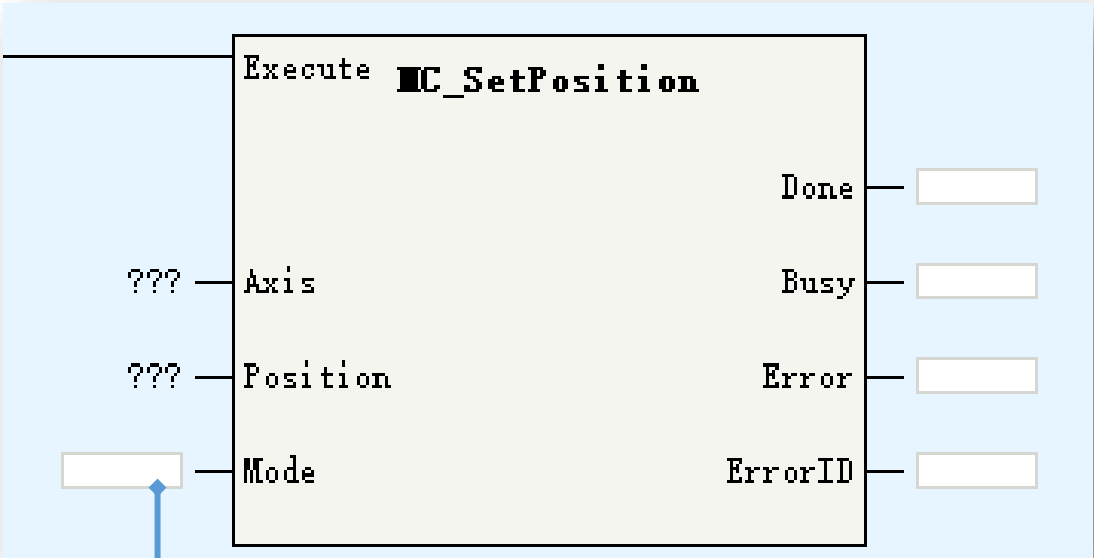 Execute MC_SetPosition
Done
??? Axis Busy
??? Position Error
Mode ErrorID